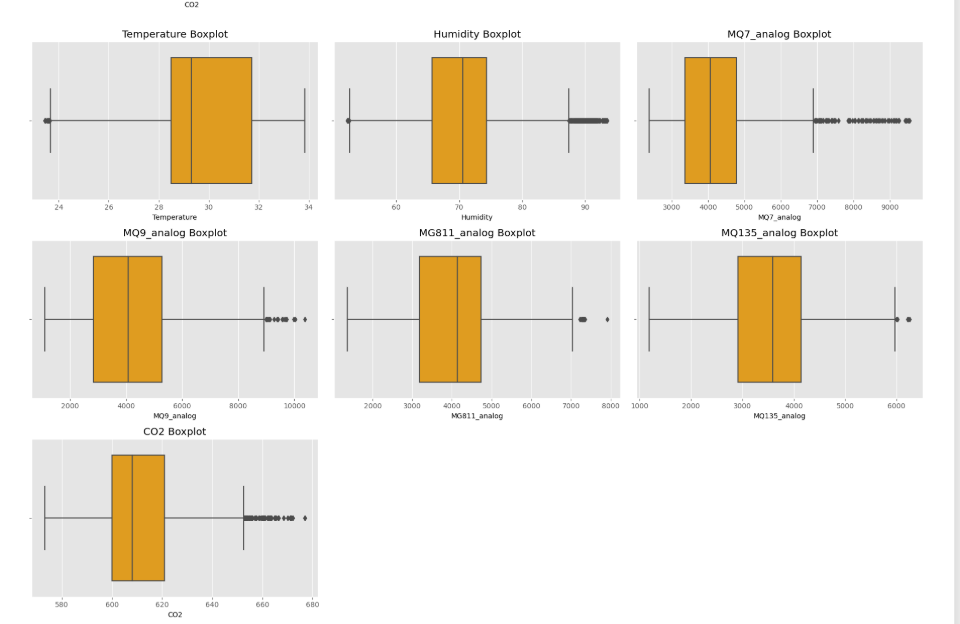 CO2
Temperature Boxplot Humidity Boxplot MQ7_analog Boxplot
24 26 28 30 32 34 60 70 80 90 3000 4000 5000 6000 7000 8000 9000
Temperature Humidity MQ7_analog
MQ9_analog Boxplot MG811_analog Boxplot MQ135_analog Boxplot
2000 4000 6000 8000 10000 2000 3000 4000 5000 6000 7000 8000 1000 2000 3000 4000 5000 6000
MQ9_analog MG811_analog MQ135_analog
CO2 Boxplot
580 600 620 640 660 680
CO2